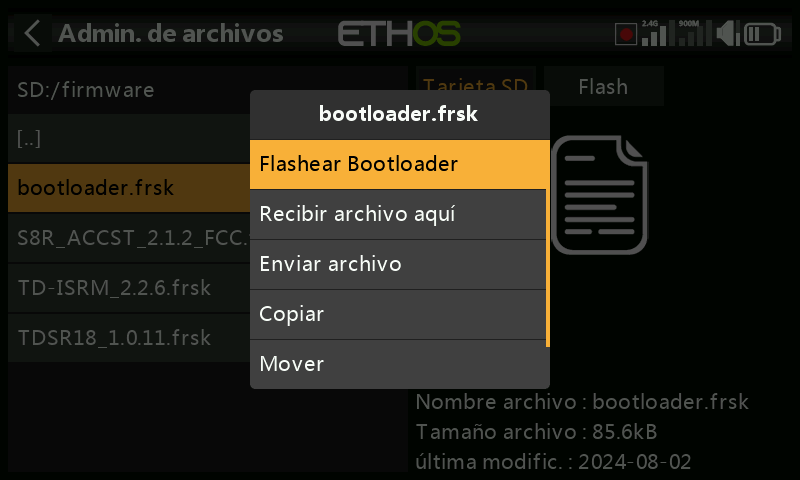 Admin. de archivos
ETHOS
2.4G
900M
SD:/firmware
Tarjeta SD
Flash
[..]
bootloader.frsk
S8R_ACCST_2.1.2_FCC.
TD-ISRM_2.2.6.frsk
TDSR18_1.0.11.frsk
bootloader.frsk
Flashear Bootloader
Recibir archivo aquí
Enviar archivo
Copiar
Mover
Nombre archivo : bootloader.frsk
Tamaño archivo : 85.6kB
última modific. : 2024-08-02